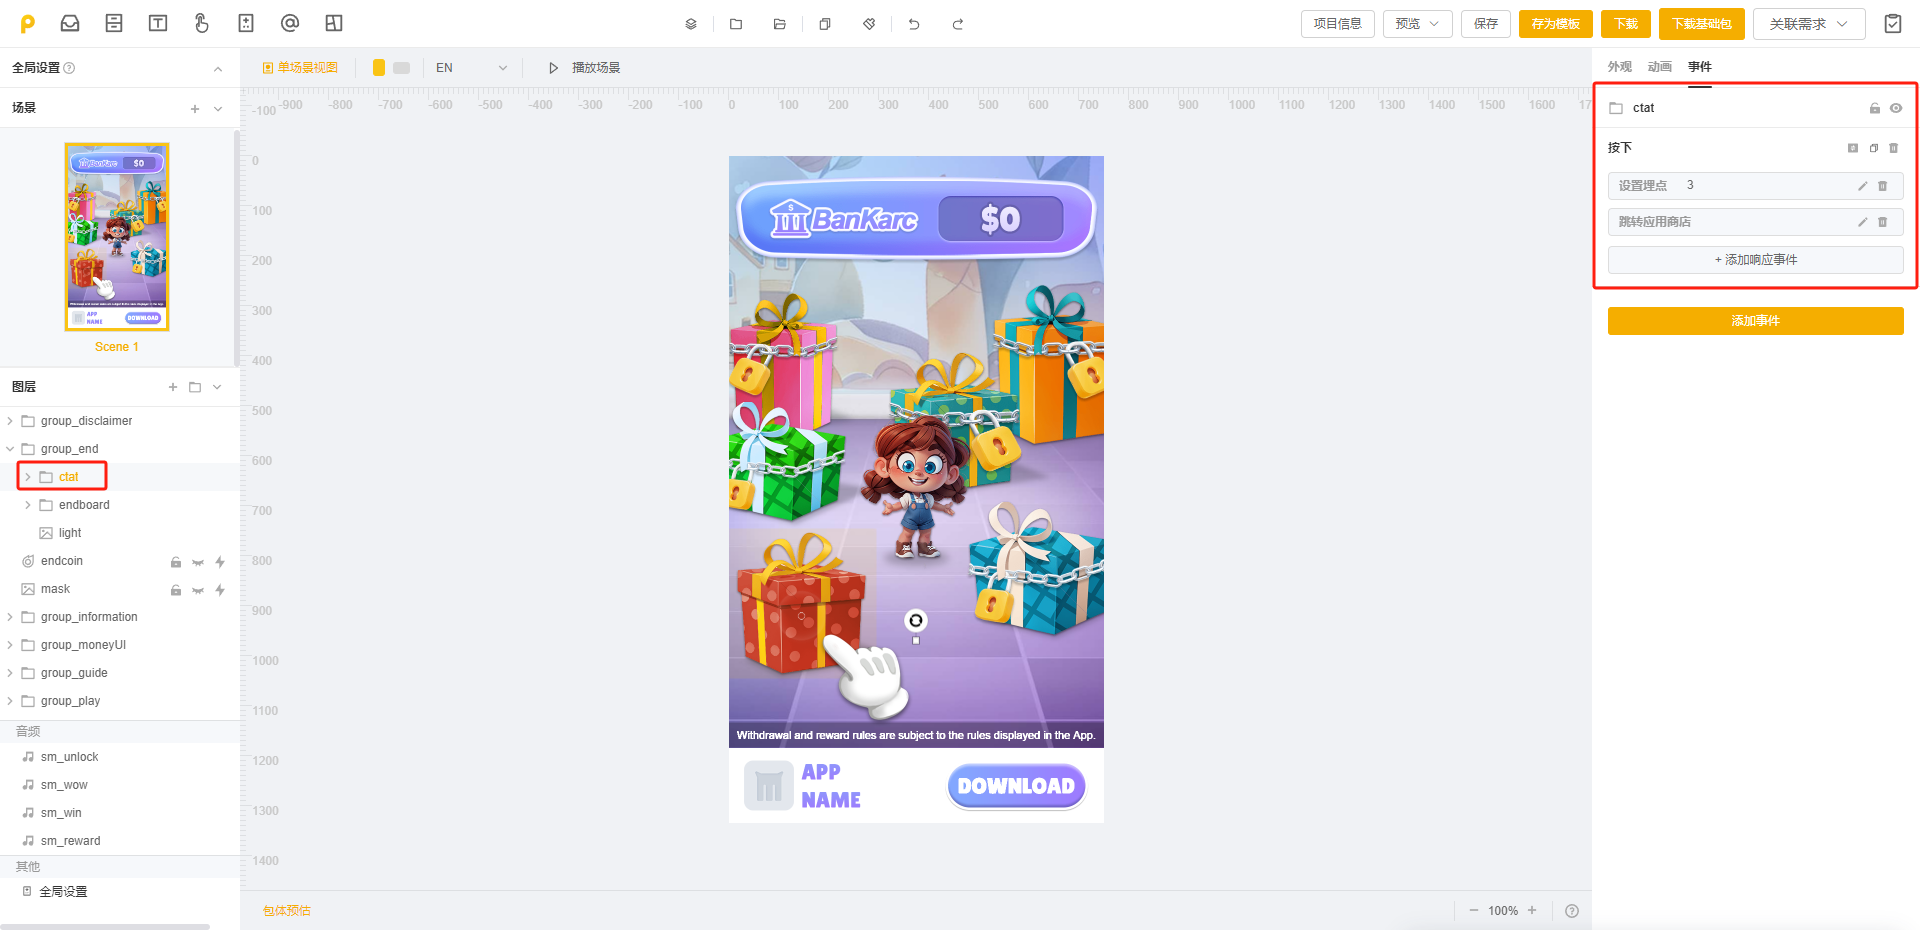 项目信息
预览
保存
存为模板
下载
下载基础包
关联需求
全局设置
单场景视图
EN
播放场景
外观
动画
事件
场景
-900 -800 -700 -600 -500 -400 -300 -200 -100 0 100 200 300 400 500 600 700 800 900 1000 1100 1200 1300 1400 1500 1600 17
-100
0
100
200
300
400
500
600
700
800
900
1000
1100
1200
1300
1400
BanKarc $0
APP
NAME
DOWNLOAD
Scene 1
图层
group_disclaimer
group_end
ctat
endboard
light
endcoin
mask
group_information
group_moneyUI
group_guide
group_play
音频
sm_unlock
sm_wow
sm_win
sm_reward
其他
全局设置
BanKarc
$0
Withdrawal and reward rules are subject to the rules displayed in the App.
APP
NAME
DOWNLOAD
包体预估
100%
ctat
按下
设置埋点 3
跳转应用商店
+ 添加响应事件
添加事件